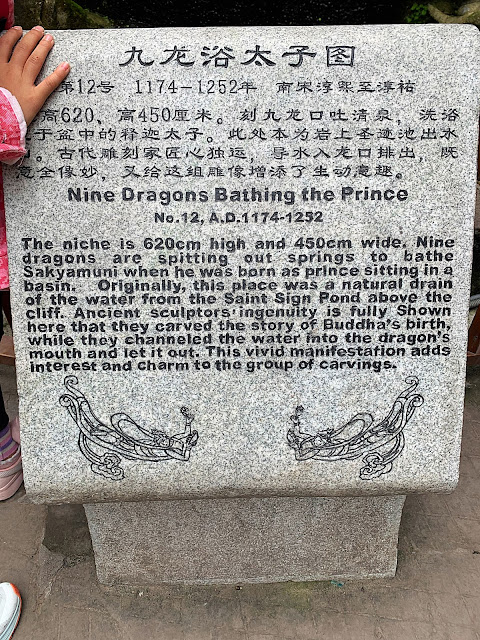 九龙浴太子图
第12号 1174-1252年 南宋淳熙至淳祐
高620、高450厘米。刻九龙口吐清泉，洗浴
于盆中的释迦太子。此处本为岩上圣迹池出水
。古代雕刻家匠心独运，导水入龙口排出，既
意全像妙，又给这组雕像增添了生动意趣。
Nine Dragons Bathing the Prince
No.12, A.D.1174-1252
The niche is 620cm high and 450cm wide. Nine
dragons are spitting out springs to bathe
Sakyamuni when he was born as prince sitting in a
basin. Originally, this place was a natural drain
of the water from the Saint Sign Pond above the
cliff. Ancient sculptors' ingenuity is fully Shown
here that they carved the story of Buddha's birth,
while they channeled the water into the dragon's
mouth and let it out. This vivid manifestation adds
interest and charm to the group of carvings.